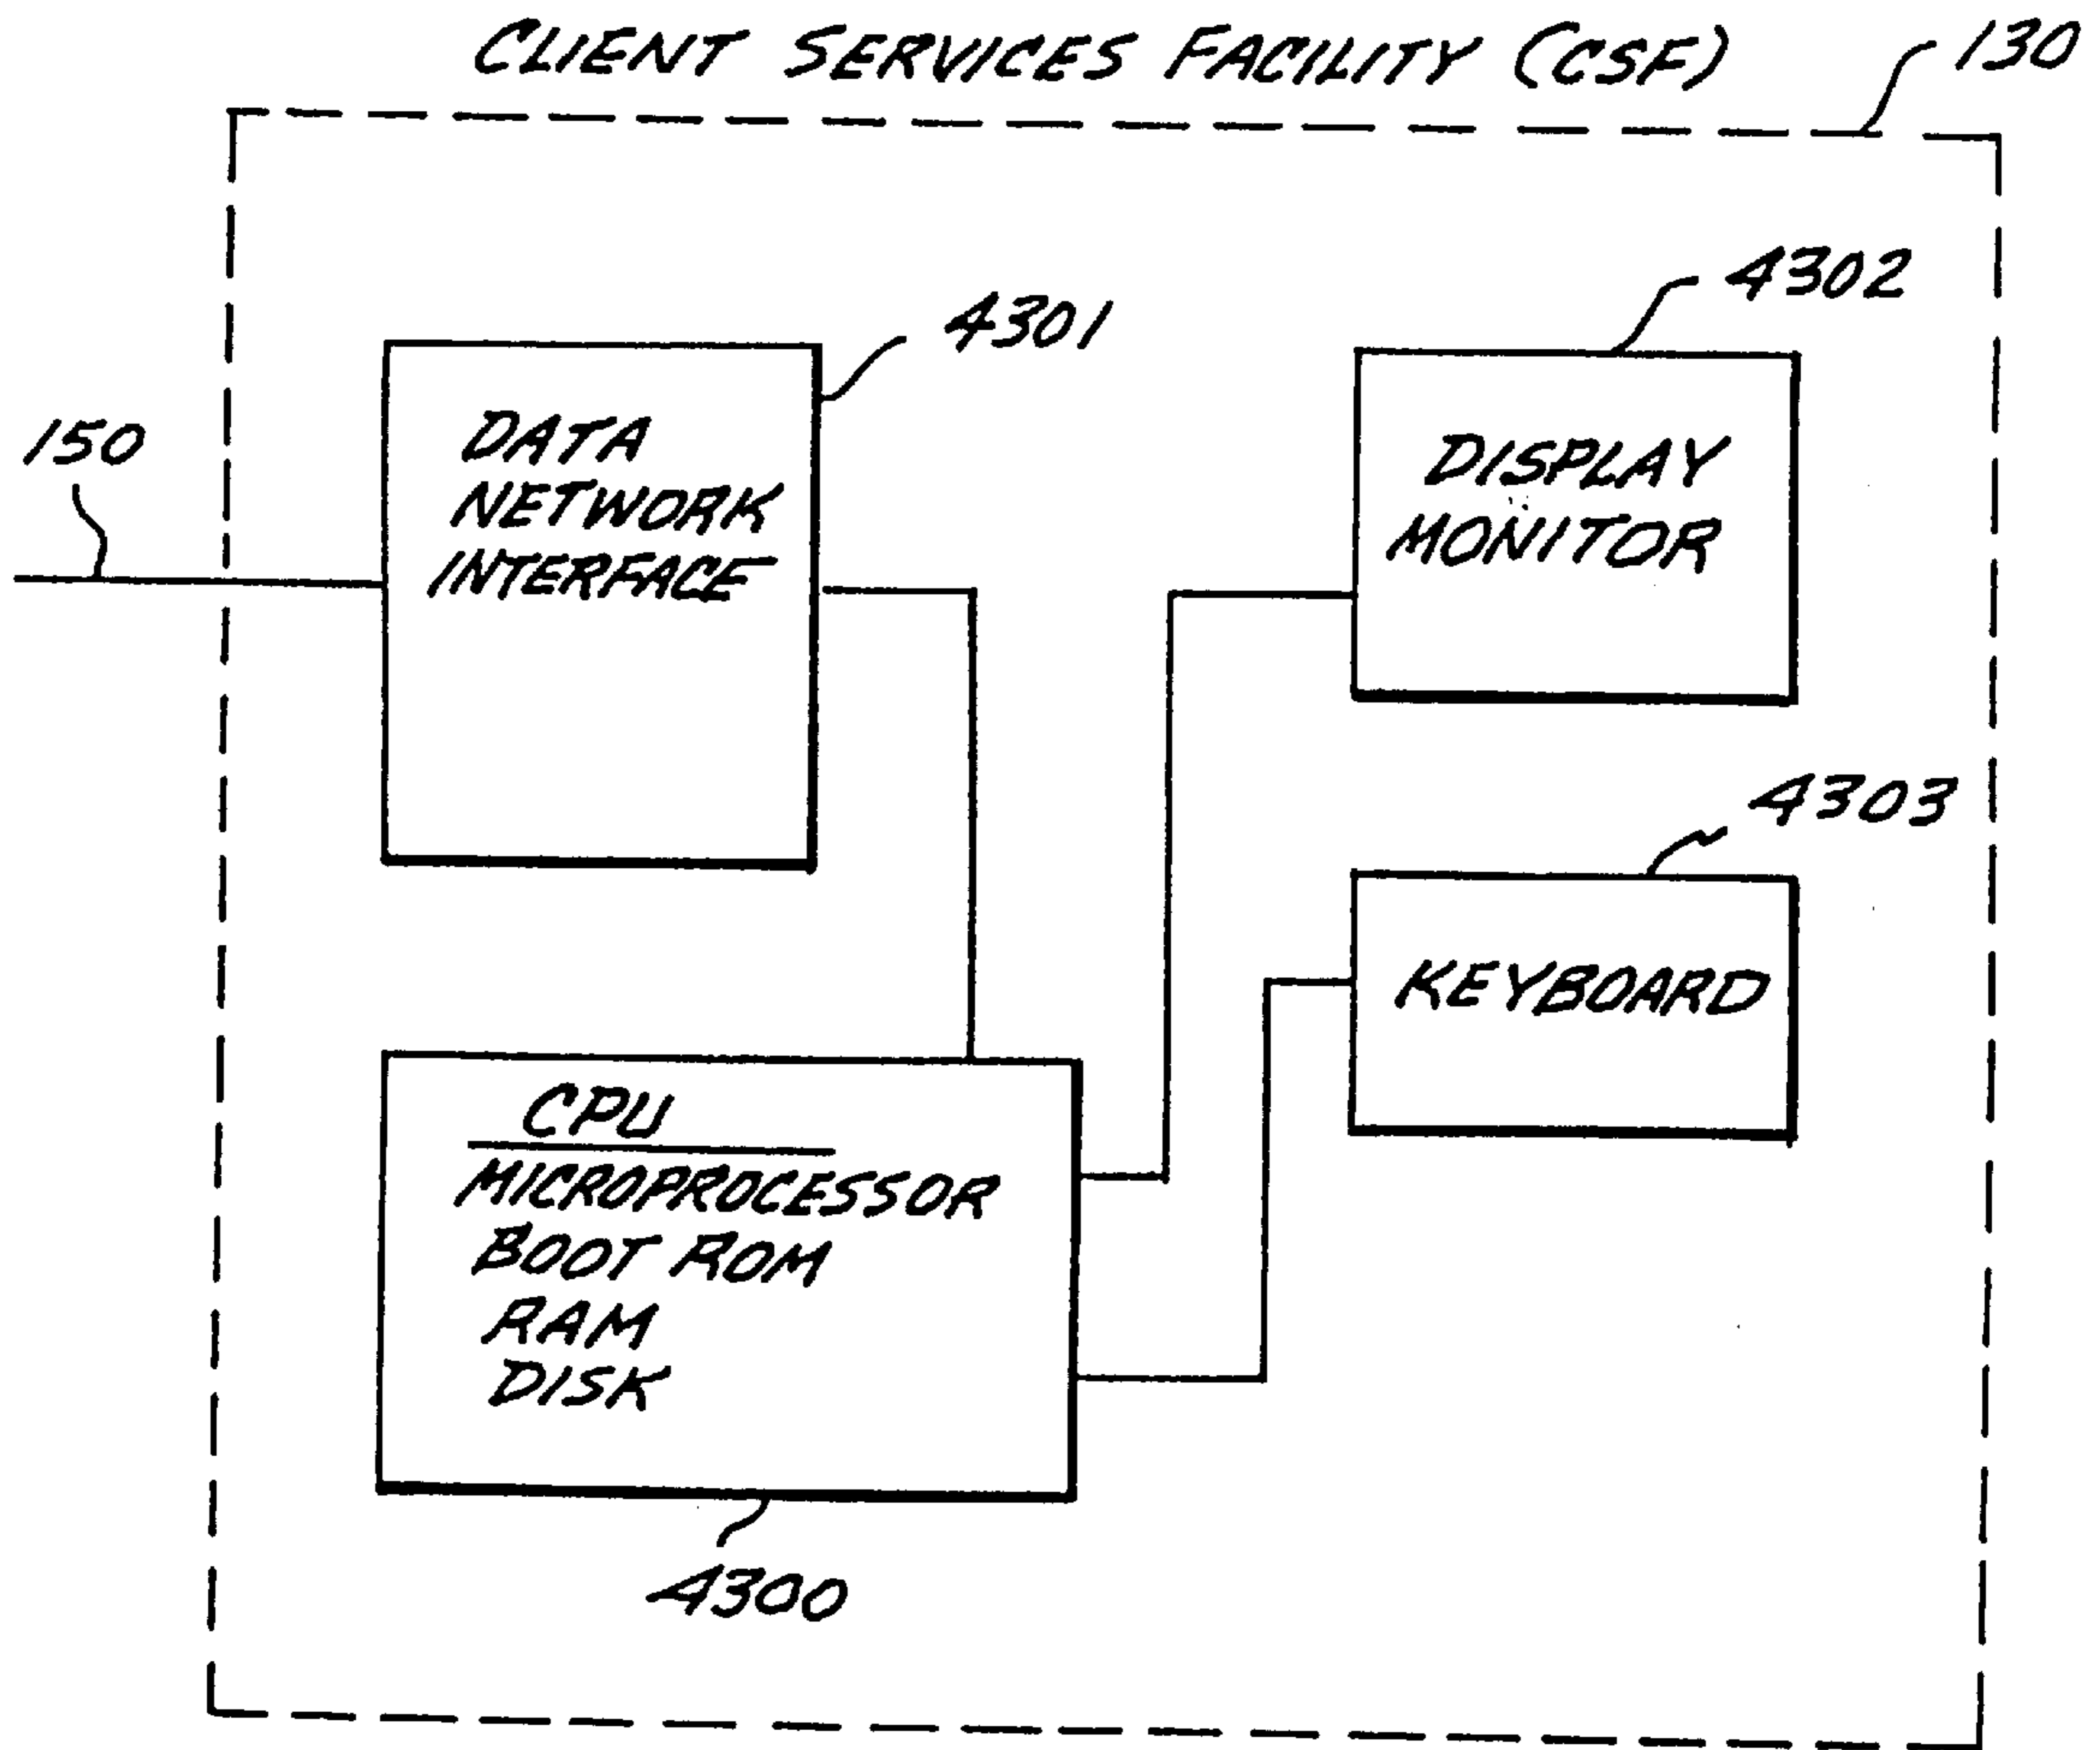 CLIENT SERVICES FACILITY (CSF)
130
4302
4301
150
DATA
NETWORK
INTERFACE
DISPLAY
MONITOR
4303
KEYBOARD
CPU
MICROPROCESSOR
BOOT ROM
RAM
DISK
4300